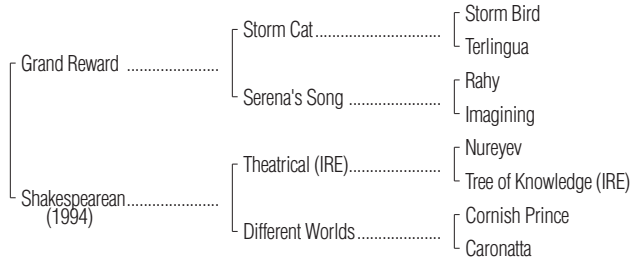 Storm Bird
Storm Cat
Terlingua
Grand Reward
Rahy
Serena's Song
Imagining
Nureyev
Theatrical (IRE)
Tree of Knowledge (IRE)
Shakespearean
(1994)
Cornish Prince
Different Worlds
Caronatta